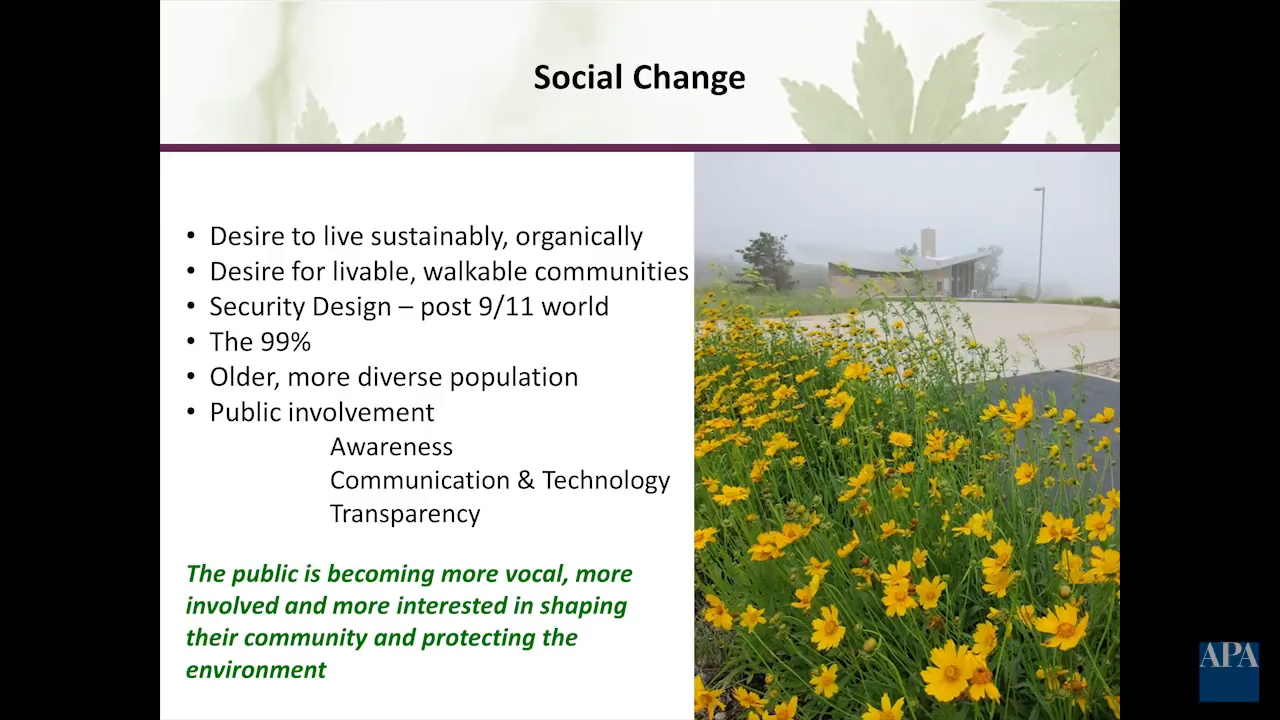 Social Change
• Desire to live sustainably, organically
• Desire for livable, walkable communities
• Security Design – post 9/11 world
• The 99%
• Older, more diverse population
• Public involvement
Awareness
Communication & Technology
Transparency
The public is becoming more vocal, more
involved and more interested in shaping
their community and protecting the
environment
APA